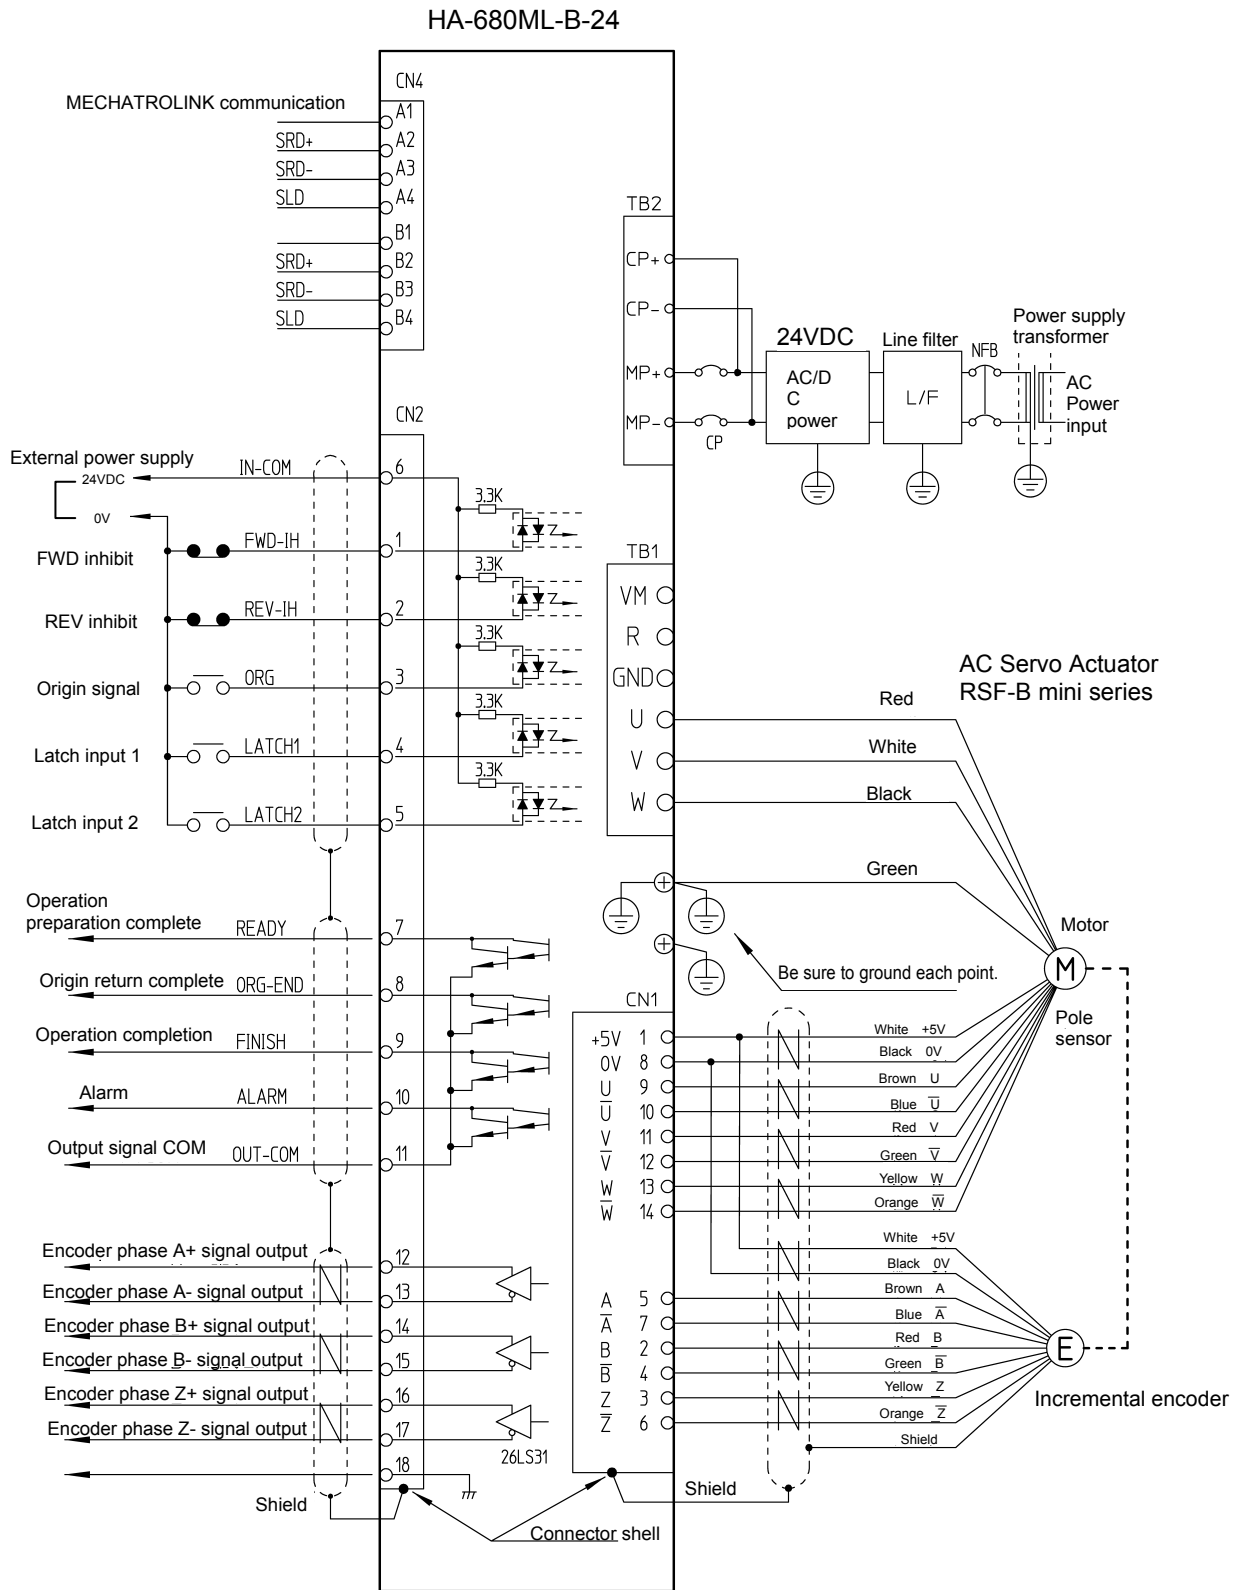 HA-680ML-B-24
CN4
MECHATROLINK communication
A1
SRD+ A2
SRD- A3
SLD A4
B1
SRD+ B2
SRD- B3
SLD B4
TB2
CP+
CP-
MP+
MP-
CP
24VDC
AC/D
C
power
Line filter
L/F
NFB
Power supply
transformer
AC
Power
input
CN2
External power supply
24VDC
0V
IN-COM 6
3.3K
FWD inhibit FWD-IH 1
3.3K
REV inhibit REV-IH 2
3.3K
Origin signal ORG 3
3.3K
Latch input 1 LATCH1 4
3.3K
Latch input 2 LATCH2 5
TB1
VM
R
GND
U
V
W
AC Servo Actuator
RSF-B mini series
Red
White
Black
Green
Operation
preparation complete READY 7
Origin return complete ORG-END 8
Operation completion FINISH 9
Alarm ALARM 10
Output signal COM OUT-COM 11
Be sure to ground each point.
Motor
M
Pole
sensor
CN1
+5V 1 White +5V
0V 8 Black 0V
U 9 Brown U
U̅ 10 Blue U̅
V 11 Red V
V̅ 12 Green V̅
W 13 Yellow W
W̅ 14 Orange W̅
White +5V
Black 0V
A 5 Brown A
A̅ 7 Blue A̅
B 2 Red B
B̅ 4 Green B̅
Z 3 Yellow Z
Z̅ 6 Orange Z̅
Shield
E
Incremental encoder
Encoder phase A+ signal output 12
Encoder phase A- signal output 13
Encoder phase B+ signal output 14
Encoder phase B- signal output 15
Encoder phase Z+ signal output 16
Encoder phase Z- signal output 17
26LS31
18
Shield
Shield
Connector shell